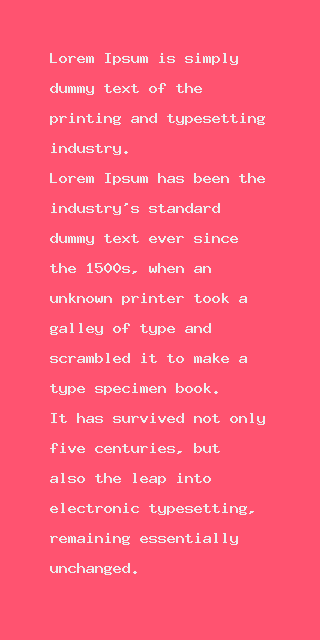 Lorem Ipsum is simply
dummy text of the
printing and typesetting
industry.
Lorem Ipsum has been the
industry's standard
dummy text ever since
the 1500s, when an
unknown printer took a
galley of type and
scrambled it to make a
type specimen book.
It has survived not only
five centuries, but
also the leap into
electronic typesetting,
remaining essentially
unchanged.